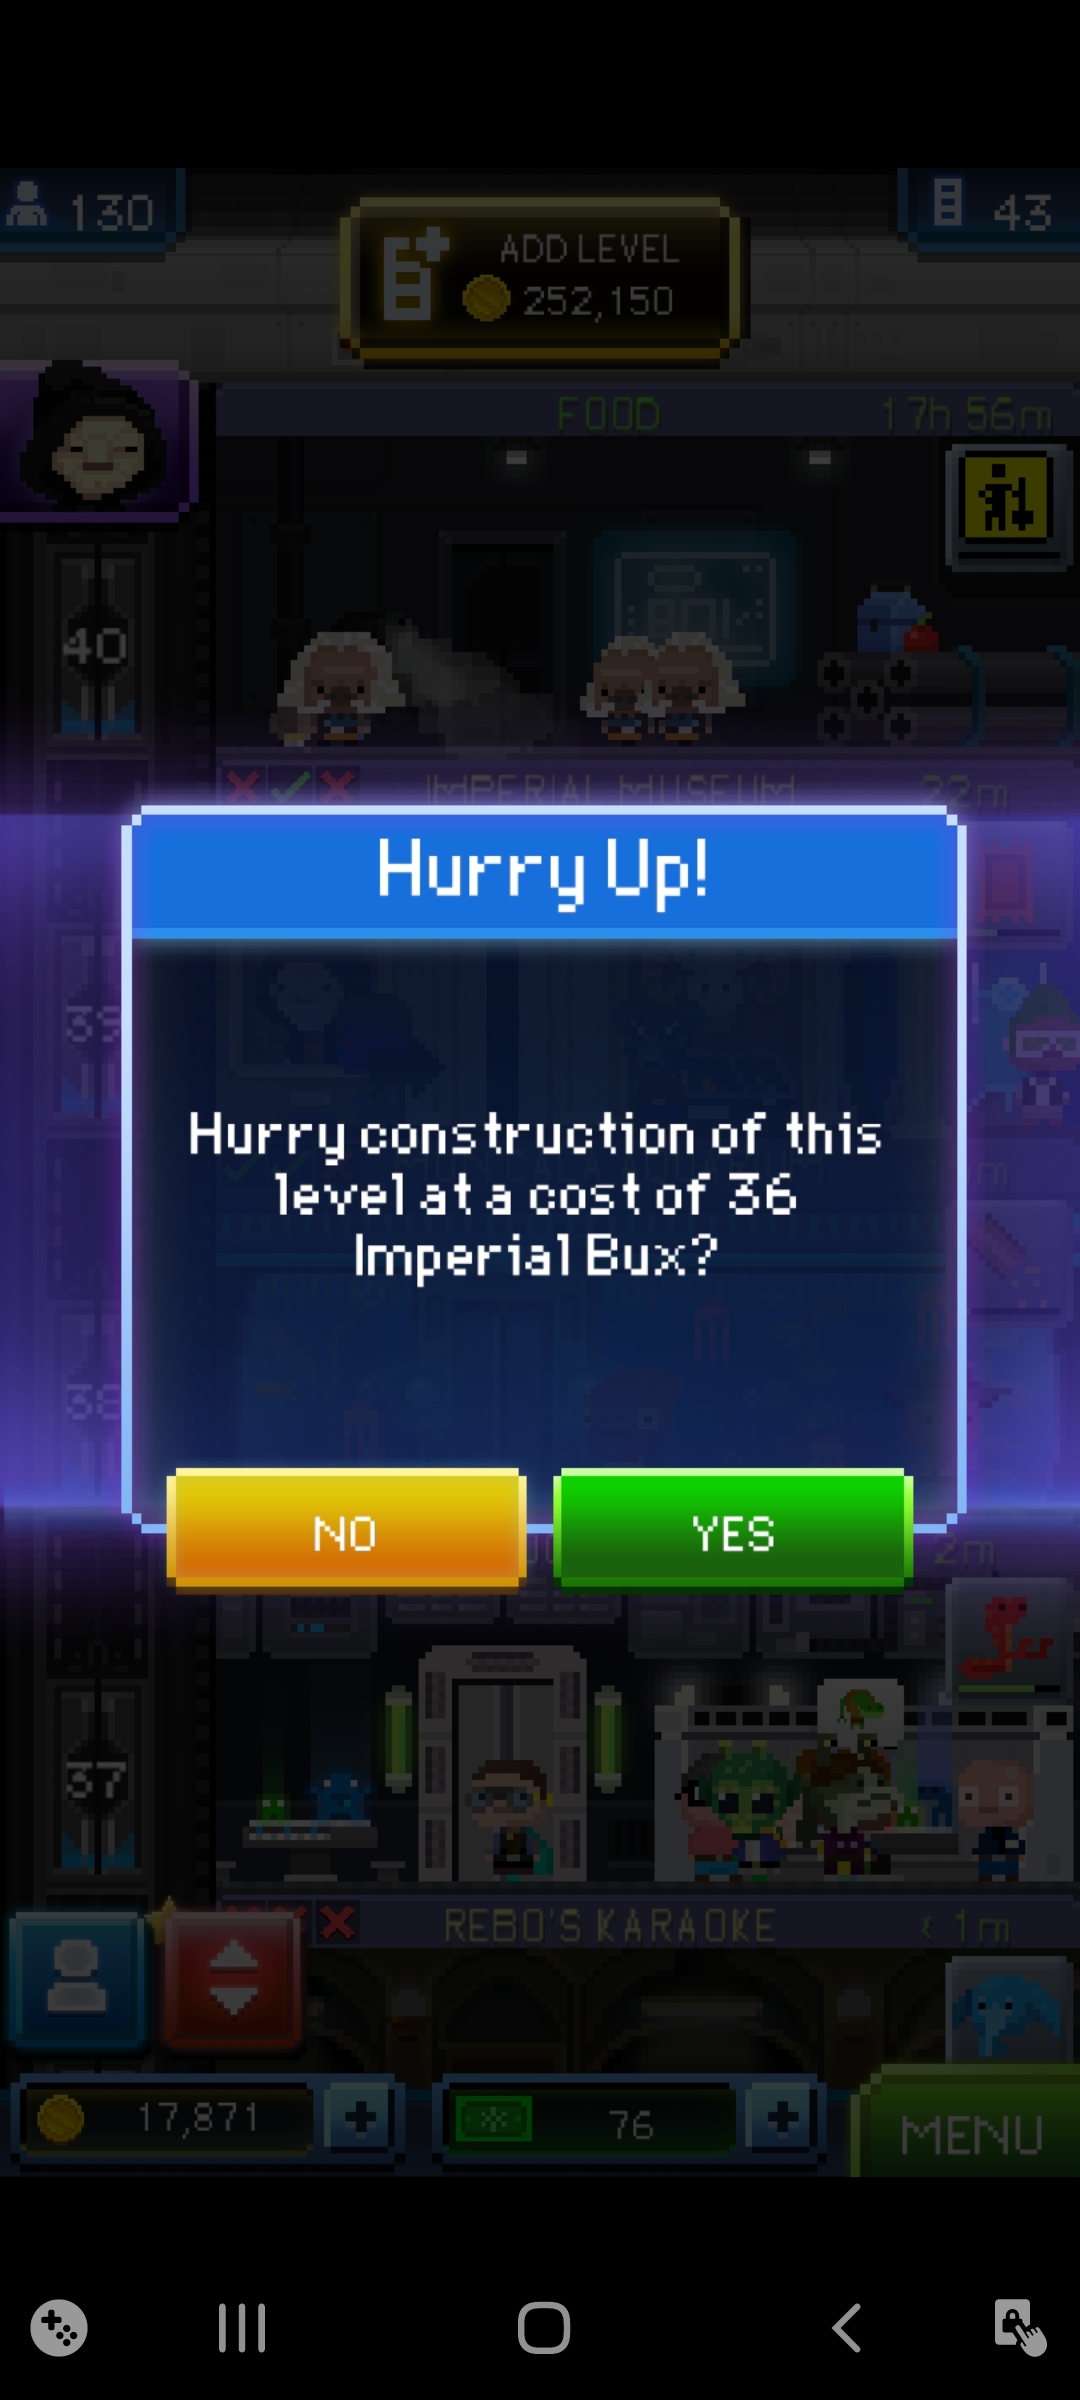 130
43
ADD LEVEL
252,150
FOOD 17h 56m
40
IMPERIAL MUSEUM 22m
Hurry Up!
39
Hurry construction of this
level at a cost of 36
Imperial Bux?
38
NO
YES
2m
37
REBO'S KARAOKE < 1m
17,871
76
MENU